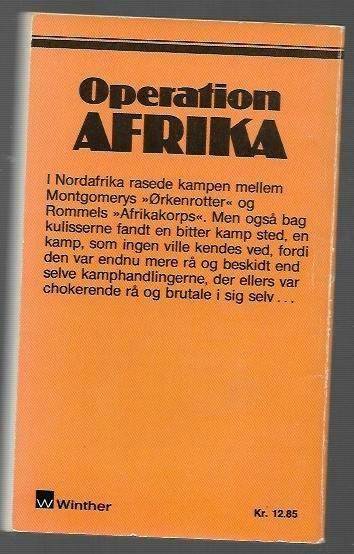 Operation
AFRIKA
I Nordafrika rasede kampen mellem
Montgomerys »Ørkenrotter« og
Rommels »Afrikakorps«. Men også bag
kulisserne fandt en bitter kamp sted, en
kamp, som ingen ville kendes ved, fordi
den var endnu mere rå og beskidt end
selve kamphandlingerne, der ellers var
chokerende rå og brutale i sig selv...
W Winther
Kr. 12.85